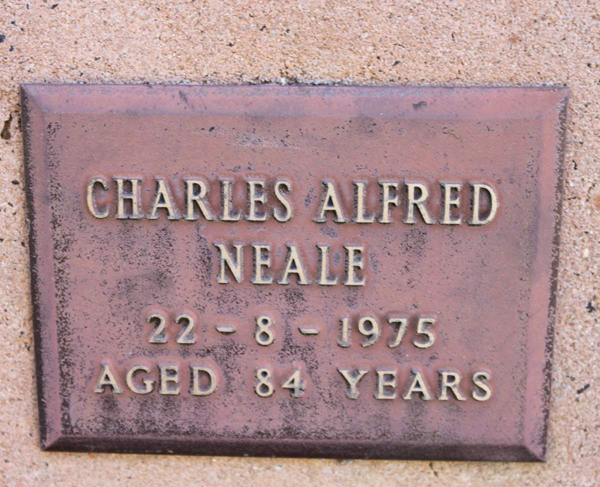 CHARLES ALFRED
NEALE
22 - 8 - 1975
AGED 84 YEARS